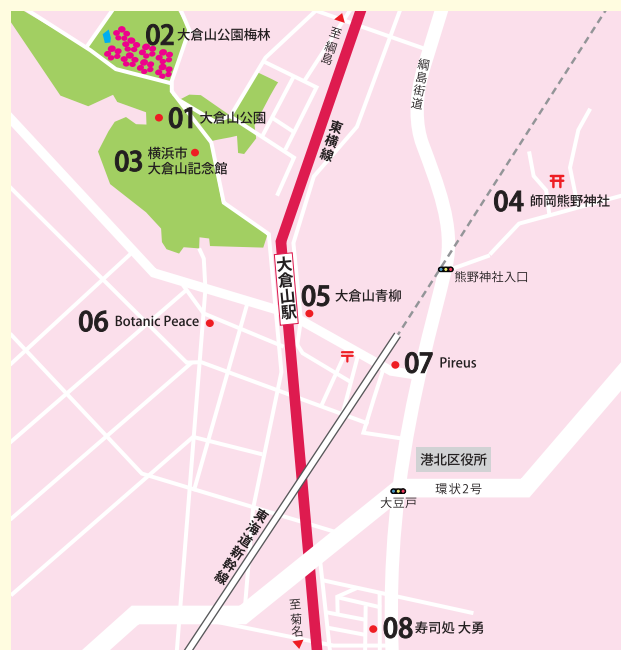 02 大倉山公園梅林
至綱島
綱島街道
01 大倉山公園
東横線
03 横浜市
大倉山記念館
04 師岡熊野神社
熊野神社入口
大倉山駅
05 大倉山青柳
06 Botanic Peace
〒
07 Pireus
港北区役所
環状2号
大豆戸
東海道新幹線
至菊名
08 寿司処 大勇